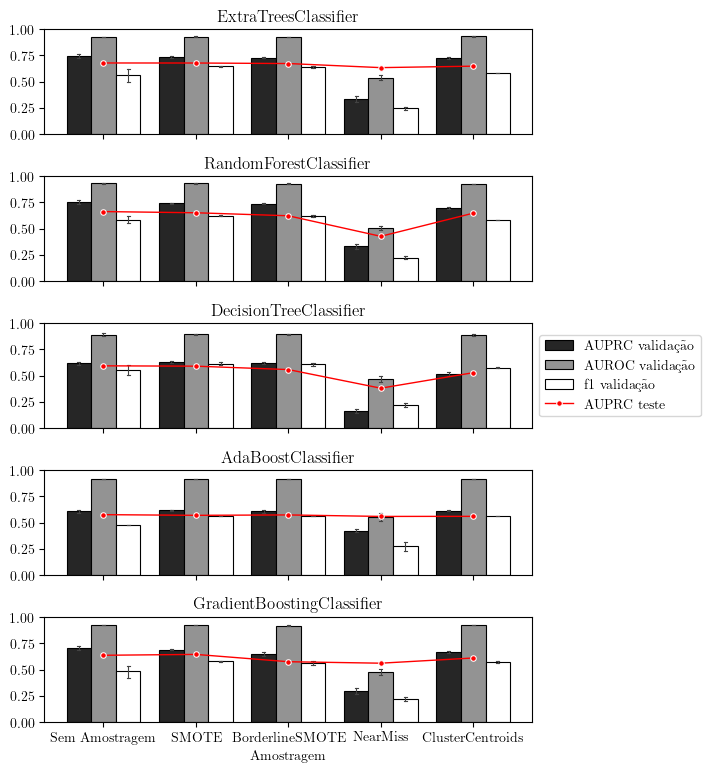 ExtraTreesClassifier
1.00
0.75
0.50
0.25
0.00
RandomForestClassifier
1.00
0.75
0.50
0.25
0.00
DecisionTreeClassifier
1.00
0.75
0.50
0.25
0.00
AUPRC validação
AUROC validação
f1 validação
AUPRC teste
AdaBoostClassifier
1.00
0.75
0.50
0.25
0.00
GradientBoostingClassifier
1.00
0.75
0.50
0.25
0.00
Sem Amostragem SMOTE BorderlineSMOTE NearMiss ClusterCentroids
Amostragem